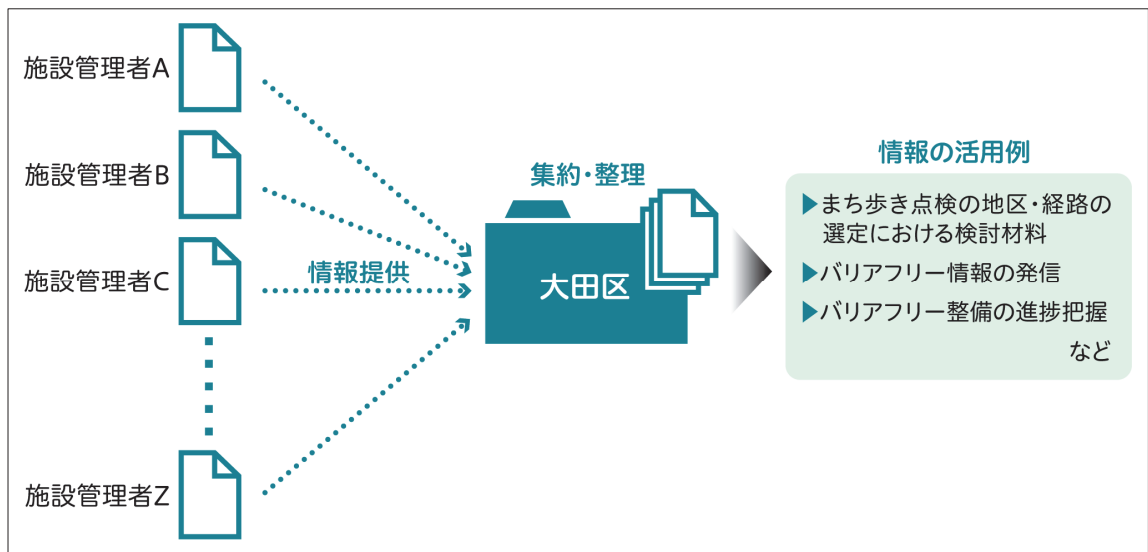 施設管理者A
施設管理者B
施設管理者C
施設管理者Z
情報提供
集約・整理
大田区
情報の活用例
▶まち歩き点検の地区・経路の
選定における検討材料
▶バリアフリー情報の発信
▶バリアフリー整備の進捗把握
など